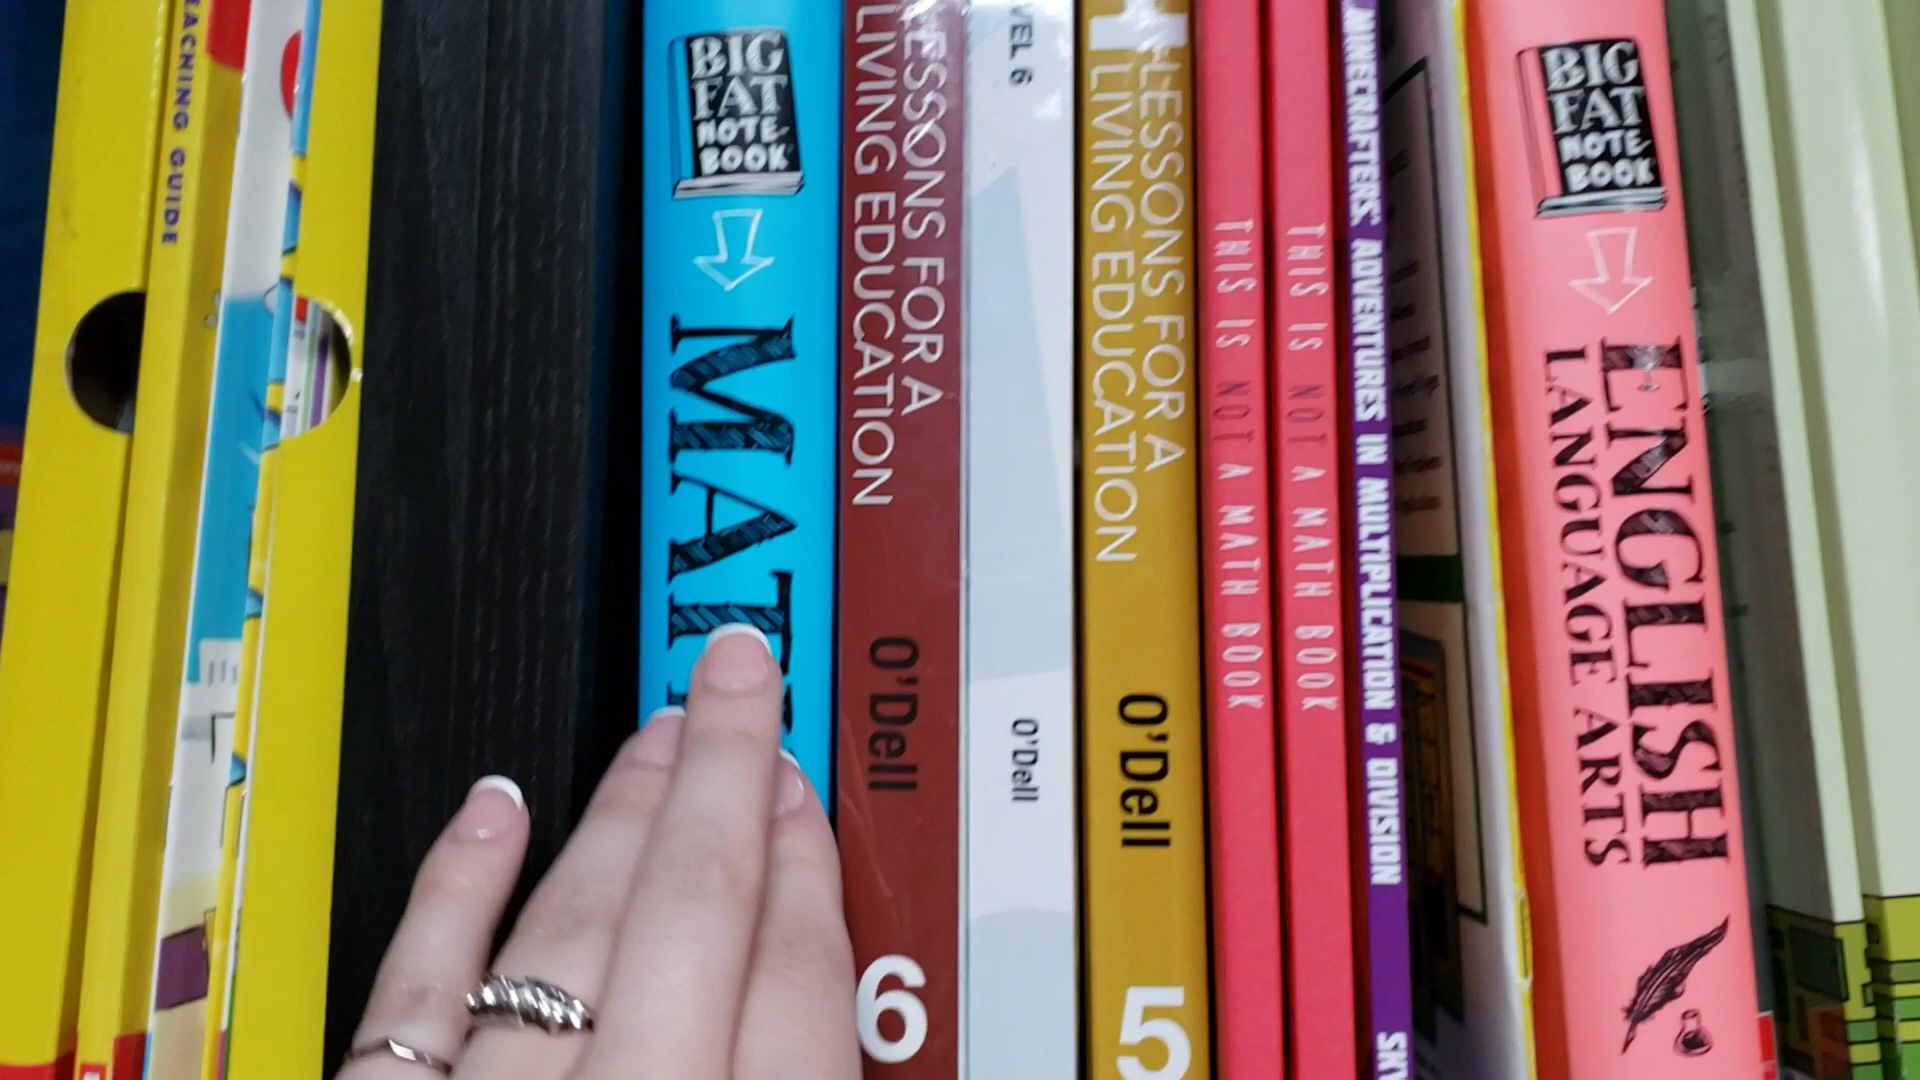 TEACHING GUIDE
BIG
FAT
NOTE
BOOK
MATH
LESSONS FOR A
LIVING EDUCATION
O'Dell
6
VEL 6
O'Dell
LESSONS FOR A
LIVING EDUCATION
O'Dell
5
THIS IS NOT A MATH BOOK
THIS IS NOT A MATH BOOK
MINECRAFTERS: ADVENTURES IN MULTIPLICATION & DIVISION
SKY
BIG
FAT
NOTE
BOOK
ENGLISH
LANGUAGE ARTS